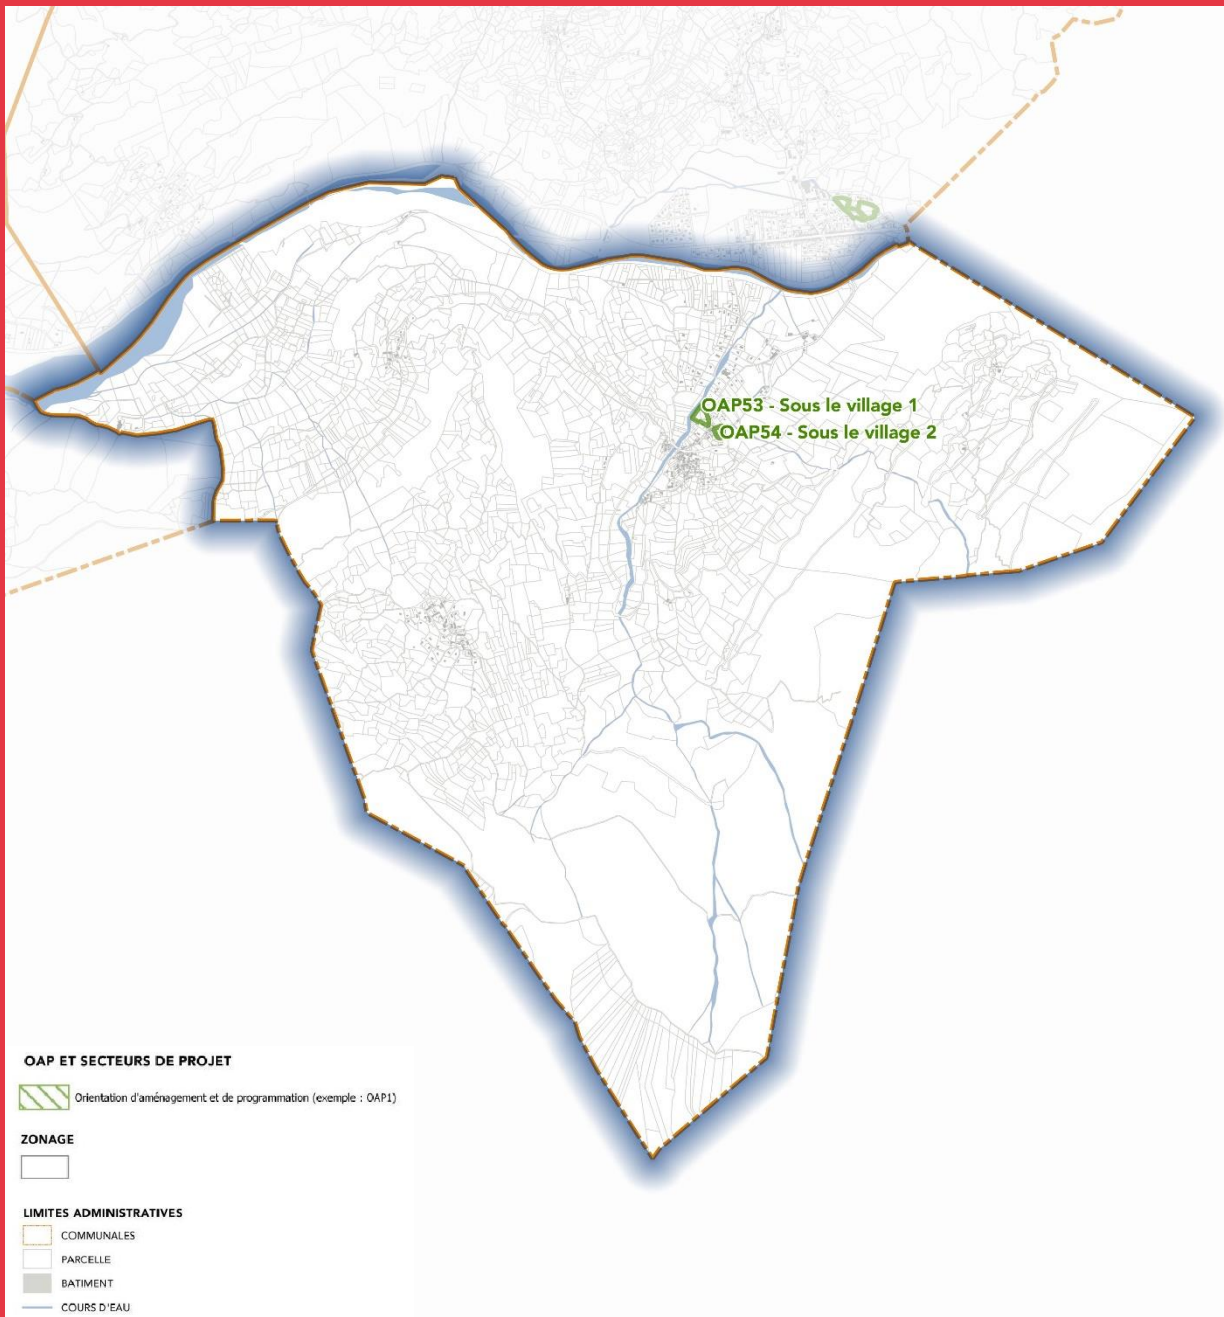 OAP53 - Sous le village 1
OAP54 - Sous le village 2
OAP ET SECTEURS DE PROJET
Orientation d'aménagement et de programmation (exemple : OAP1)
ZONAGE
LIMITES ADMINISTRATIVES
COMMUNALES
PARCELLE
BATIMENT
COURS D'EAU